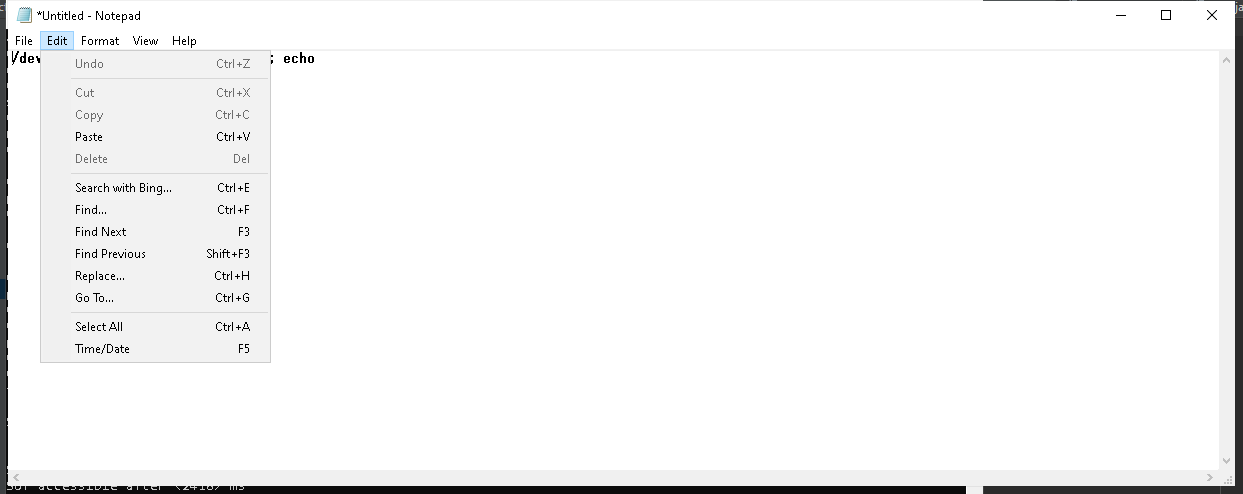 *Untitled - Notepad
File Edit Format View Help
/dev ; echo
Undo Ctrl+Z
Cut Ctrl+X
Copy Ctrl+C
Paste Ctrl+V
Delete Del
Search with Bing... Ctrl+E
Find... Ctrl+F
Find Next F3
Find Previous Shift+F3
Replace... Ctrl+H
Go To... Ctrl+G
Select All Ctrl+A
Time/Date F5
accessible after <2418> ms